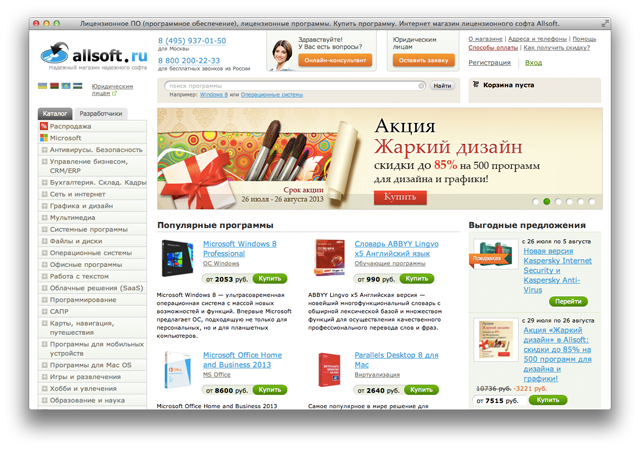 Лицензионное ПО (программное обеспечение), лицензионные программы. Купить программу. Интернет магазин лицензионного софта Allsoft.
allsoft.ru
Надежный магазин надежного софта
8 (495) 937-01-50
для Москвы
8 800 200-22-33
для бесплатных звонков из России
Здравствуйте!
У Вас есть вопросы?
Онлайн-консультант
Юридическим
лицам
Оставить заявку
О магазине | Адреса и телефоны | Помощь
Способы оплаты | Как получить скидку?
Регистрация | Вход
Юридическим
лицам
поиск программы
Найти
Например: Windows 8 или Операционные системы
Корзина пуста
Каталог
Разработчики
Распродажа
Microsoft
Антивирусы. Безопасность
Управление бизнесом,
CRM/ERP
Бухгалтерия. Склад. Кадры
Сеть и интернет
Графика и дизайн
Мультимедиа
Системные программы
Файлы и диски
Операционные системы
Офисные программы
Работа с текстом
Облачные решения (SaaS)
Программирование
САПР
Карты, навигация,
путешествия
Программы для мобильных
устройств
Программы для Mac OS
Игры и развлечения
Хобби и увлечения
Образование и наука
Акция
Жаркий дизайн
скидки до 85% на 500 программ
для дизайна и графики!
Купить
Срок акции
26 июля - 26 августа 2013
Популярные программы
Microsoft Windows 8
Professional
ОС Windows
от 2053 руб.
Купить
Microsoft Windows 8 — ультрасовременная
операционная система с массой новых
возможностей и функций. Впервые Microsoft
предлагает ОС, подходящую не только для
персональных, но и для планшетных
компьютеров.
Словарь ABBYY Lingvo
x5 Английский язык
Обучающие программы
от 990 руб.
Купить
ABBYY Lingvo x5 Английская версия —
новейший многофункциональный словарь с
обширной лексической базой и множеством
функций для осуществления качественного
профессионального перевода слов и фраз.
Microsoft Office Home
and Business 2013
MS Office
от 8600 руб.
Купить
Microsoft Office Home and Business 2013
Parallels Desktop 8 для
Mac
Виртуализация
от 2640 руб.
Купить
Самое популярное в мире решение для
Выгодные предложения
Предзаказ
с 26 июля по 5 августа
Новая версия
Kaspersky Internet
Security и
Kaspersky Anti-
Virus
Перейти
с 29 июля по 26 августа
Акция «Жаркий
дизайн» в Allsoft:
скидки до 85% на
500 программ для
дизайна и
графики!
10736 руб. -3221 руб.
от 7515 руб.
Купить